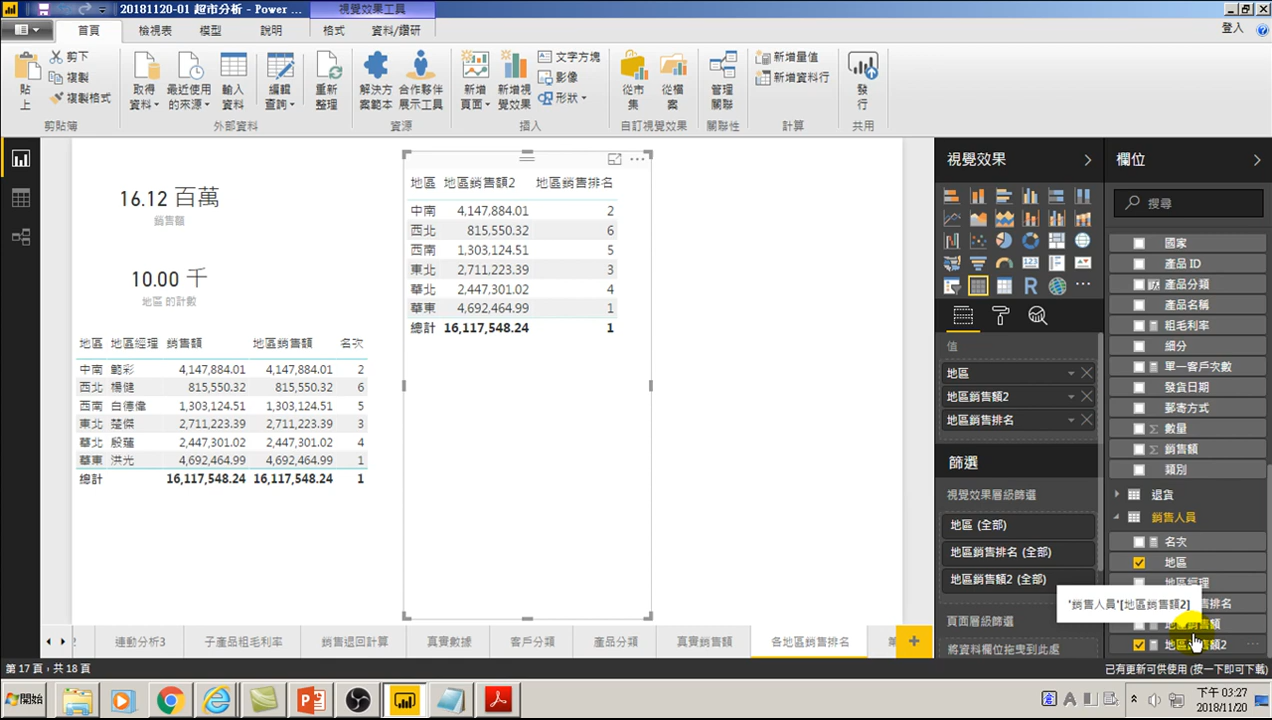 20181120-01 超市分析 - Power ...
視覺效果工具
首頁 檢視表 模型 說明 格式 資料/鑽研
登入
貼上
剪下
複製
複製格式
剪貼簿
取得資料
最近使用的來源
輸入資料
編輯查詢
重新整理
外部資料
解決方案範本
合作夥伴展示工具
資源
新增頁面
新增視覺效果
文字方塊
影像
形狀
插入
從市集
從檔案
自訂視覺效果
管理關聯
關聯性
新增量值
新增資料行
計算
發行
共用
16.12 百萬
銷售額
10.00 千
地區 的計數
地區 地區經理 銷售額 地區銷售額 名次
中南 範彩 4,147,884.01 4,147,884.01 2
西北 楊健 815,550.32 815,550.32 6
西南 白德偉 1,303,124.51 1,303,124.51 5
東北 楚傑 2,711,223.39 2,711,223.39 3
華北 殷蓮 2,447,301.02 2,447,301.02 4
華東 洪光 4,692,464.99 4,692,464.99 1
總計 16,117,548.24 16,117,548.24 1
地區 地區銷售額2 地區銷售排名
中南 4,147,884.01 2
西北 815,550.32 6
西南 1,303,124.51 5
東北 2,711,223.39 3
華北 2,447,301.02 4
華東 4,692,464.99 1
總計 16,117,548.24 1
視覺效果
值
地區
地區銷售額2
地區銷售排名
篩選
視覺效果層級篩選
地區 (全部)
地區銷售排名 (全部)
地區銷售額2 (全部)
頁面層級篩選
將資料欄位拖曳到此處
欄位
搜尋
國家
產品 ID
產品分類
產品名稱
粗毛利率
細分
單一客戶次數
發貨日期
郵寄方式
數量
銷售額
類別
退貨
銷售人員
名次
地區
地區經理
'銷售人員'[地區銷售額2]
連動分析3 子產品租毛利率 銷售退回計算 真實數據 客戶分類 產品分類 真實銷售額 各地區銷售排名
第 17 頁，共 18 頁
已有更新可供使用 (按一下即可下載)
開始
下午 03:27
2018/11/20